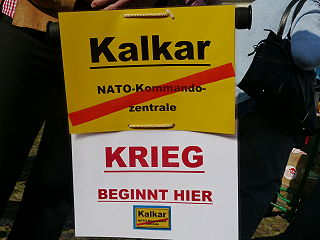 Kalkar
NATO-Kommando-
zentrale
KRIEG
BEGINNT HIER
Kalkar